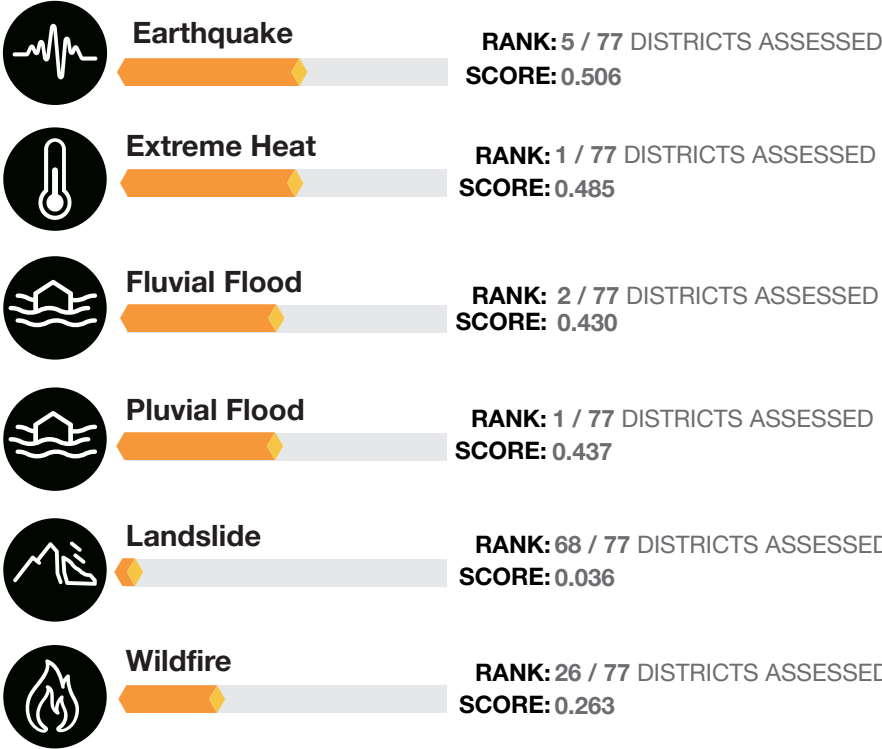 Earthquake
RANK: 5 / 77 DISTRICTS ASSESSED
SCORE: 0.506
Extreme Heat
RANK: 1 / 77 DISTRICTS ASSESSED
SCORE: 0.485
Fluvial Flood
RANK: 2 / 77 DISTRICTS ASSESSED
SCORE: 0.430
Pluvial Flood
RANK: 1 / 77 DISTRICTS ASSESSED
SCORE: 0.437
Landslide
RANK: 68 / 77 DISTRICTS ASSESSED
SCORE: 0.036
Wildfire
RANK: 26 / 77 DISTRICTS ASSESSED
SCORE: 0.263